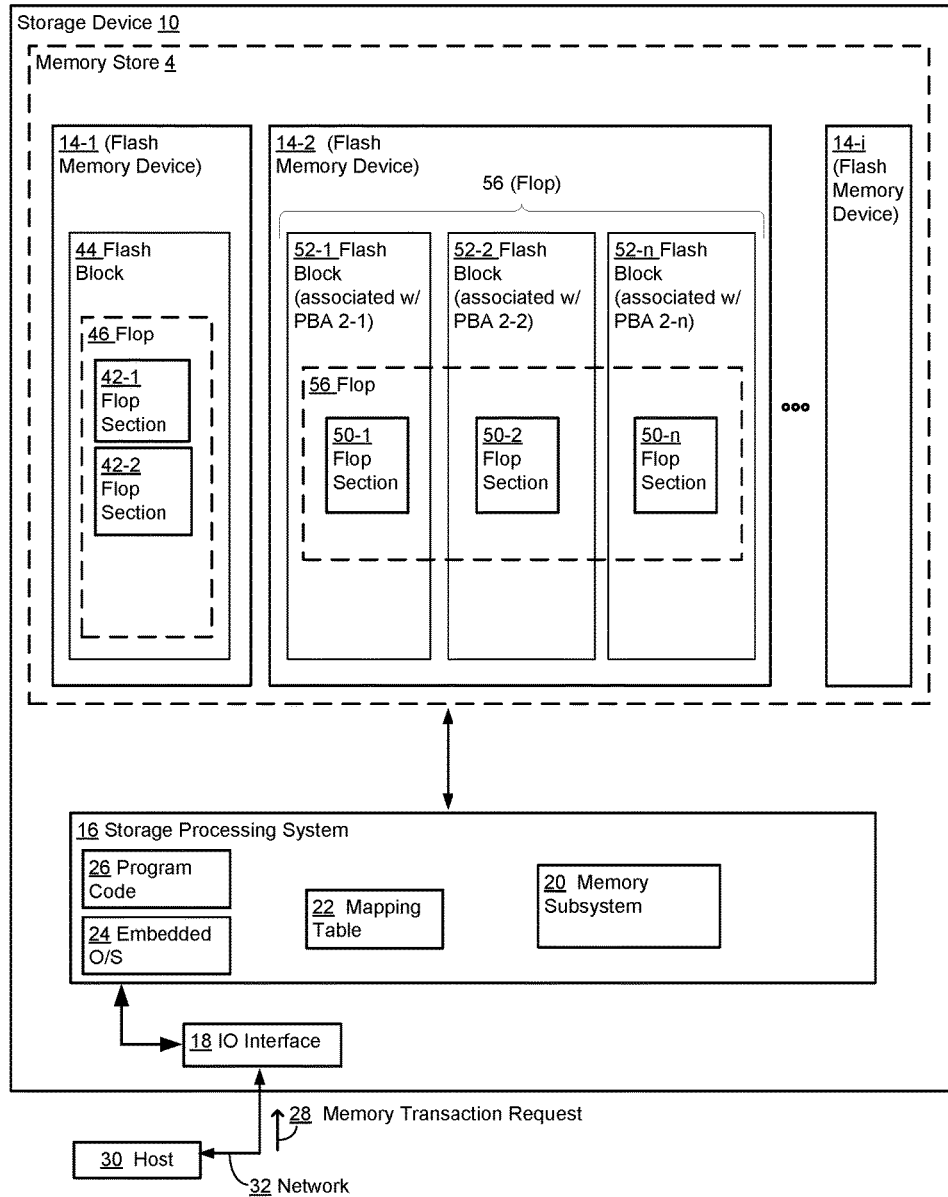 Storage Device 10
Memory Store 4
14-1 (Flash
Memory Device)
14-2 (Flash
Memory Device)
14-i
(Flash
Memory
Device)
56 (Flop)
44 Flash
Block
52-1 Flash
Block
(associated w/
PBA 2-1)
52-2 Flash
Block
(associated w/
PBA 2-2)
52-n Flash
Block
(associated w/
PBA 2-n)
46 Flop
42-1
Flop
Section
42-2
Flop
Section
56 Flop
50-1
Flop
Section
50-2
Flop
Section
50-n
Flop
Section
16 Storage Processing System
26 Program
Code
24 Embedded
O/S
22 Mapping
Table
20 Memory
Subsystem
18 IO Interface
28 Memory Transaction Request
30 Host
32 Network